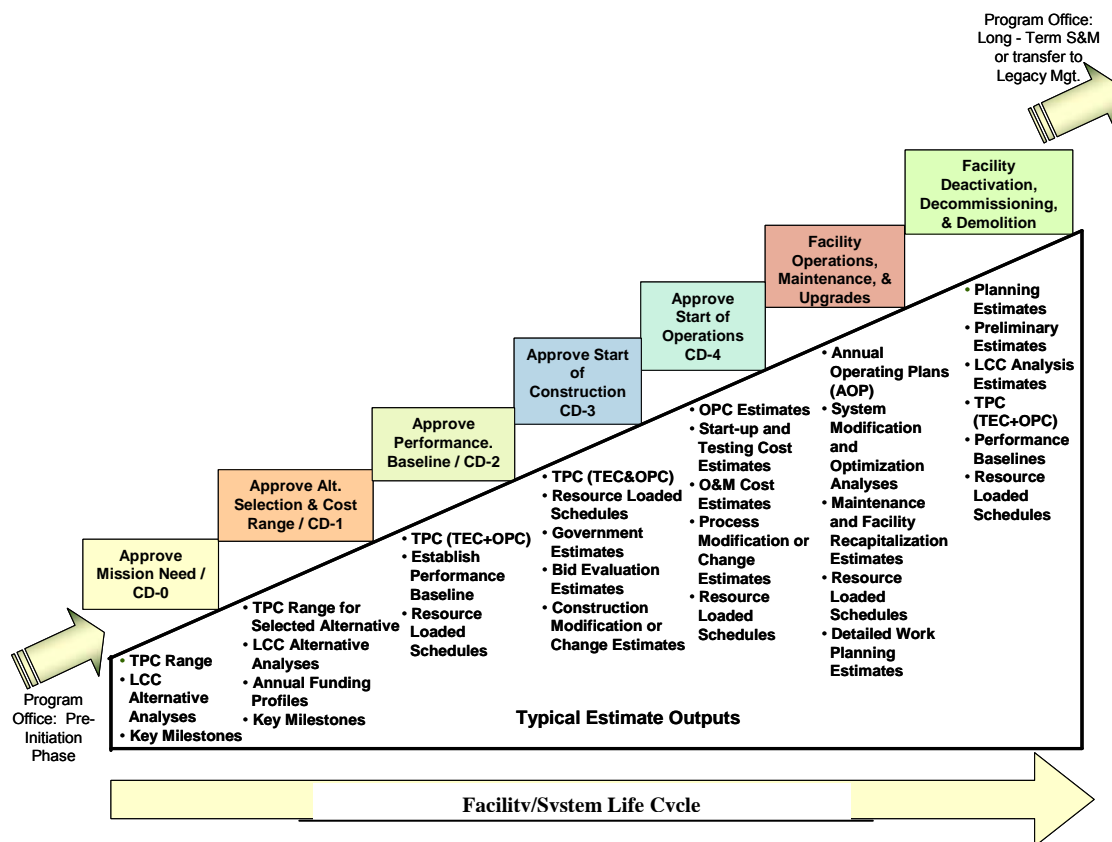 Program Office:
Long - Term S&M
or transfer to
Legacy Mgt.
Facility
Deactivation,
Decommissioning,
& Demolition
Facility
Operations,
Maintenance, &
Upgrades
Approve
Start of
Operations
CD-4
Approve Start
of
Construction
CD-3
Approve
Performance.
Baseline / CD-2
Approve Alt.
Selection & Cost
Range / CD-1
Approve
Mission Need /
CD-0
Program
Office: Pre-
Initiation
Phase
• TPC Range
• LCC
Alternative
Analyses
• Key Milestones
• TPC Range for
Selected Alternative
• LCC Alternative
Analyses
• Annual Funding
Profiles
• Key Milestones
• TPC (TEC+OPC)
• Establish
Performance
Baseline
• Resource
Loaded
Schedules
• TPC (TEC&OPC)
• Resource Loaded
Schedules
• Government
Estimates
• Bid Evaluation
Estimates
• Construction
Modification or
Change Estimates
• OPC Estimates
• Start-up and
Testing Cost
Estimates
• O&M Cost
Estimates
• Process
Modification or
Change
Estimates
• Resource
Loaded
Schedules
• Annual
Operating Plans
(AOP)
• System
Modification
and
Optimization
Analyses
• Maintenance
and Facility
Recapitalization
Estimates
• Resource
Loaded
Schedules
• Detailed Work
Planning
Estimates
• Planning
Estimates
• Preliminary
Estimates
• LCC Analysis
Estimates
• TPC
(TEC+OPC)
• Performance
Baselines
• Resource
Loaded
Schedules
Typical Estimate Outputs
Facility/System Life Cycle